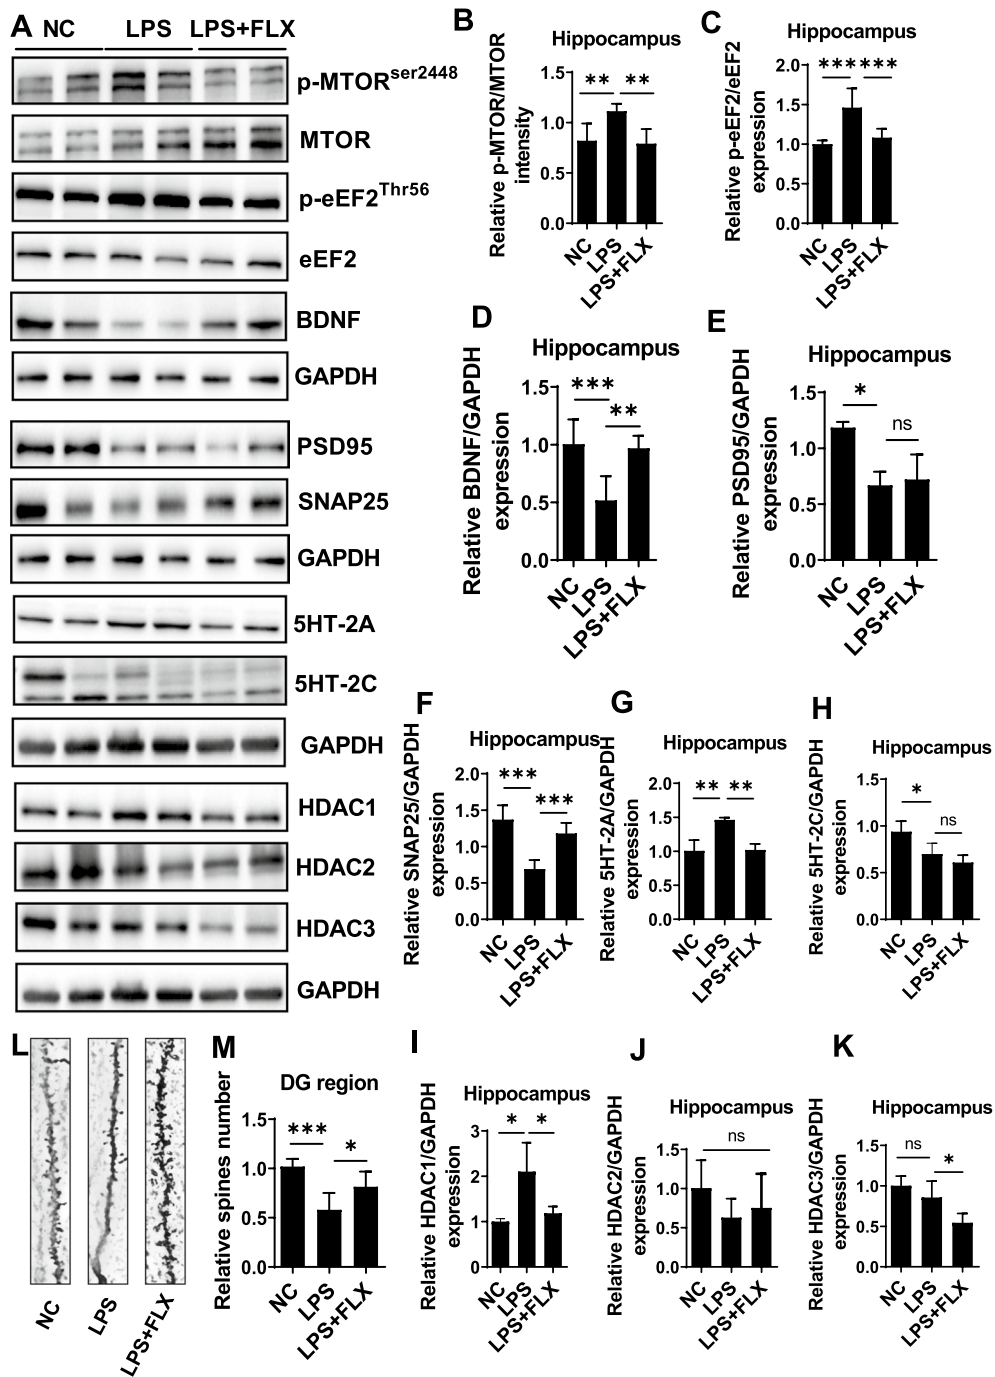 A
NC LPS LPS+FLX
p-MTORser2448
MTOR
p-eEF2Thr56
eEF2
BDNF
GAPDH
PSD95
SNAP25
GAPDH
5HT-2A
5HT-2C
GAPDH
HDAC1
HDAC2
HDAC3
GAPDH
B
Hippocampus
Relative p-MTOR/MTOR
intensity
1.5
1.0
0.5
0.0
** **
NC
LPS
LPS+FLX
C
Hippocampus
Relative p-eEF2/eEF
expression
2.0
1.5
1.0
0.5
0.0
*** ***
NC
LPS
LPS+FLX
D
Hippocampus
Relative BDNF/GAPDH
expression
1.5
1.0
0.5
0.0
***
**
NC
LPS
LPS+FLX
E
Hippocampus
Relative PSD95/GAPDH
expression
1.5
1.0
0.5
0.0
*
ns
NC
LPS
LPS+FLX
F
Hippocampus
Relative SNAP25/GAPDH
expression
2.0
1.5
1.0
0.5
0.0
***
***
NC
LPS
LPS+FLX
G
Hippocampus
Relative 5HT-2A/GAPDH
expression
2.0
1.5
1.0
0.5
0.0
** **
NC
LPS
LPS+FLX
H
Hippocampus
Relative 5HT-2C/GAPDH
expression
1.5
1.0
0.5
0.0
*
ns
NC
LPS
LPS+FLX
L
NC
LPS
LPS+FLX
M
DG region
Relative spines number
1.5
1.0
0.5
0.0
***
*
NC
LPS
LPS+FLX
I
Hippocampus
Relative HDAC1/GAPDH
expression
3
2
1
0
* *
NC
LPS
LPS+FLX
J
Hippocampus
Relative HDAC2/GAPDH
expression
1.5
1.0
0.5
0.0
ns
NC
LPS
LPS+FLX
K
Hippocampus
Relative HDAC3/GAPDH
expression
1.5
1.0
0.5
0.0
ns
*
NC
LPS
LPS+FLX